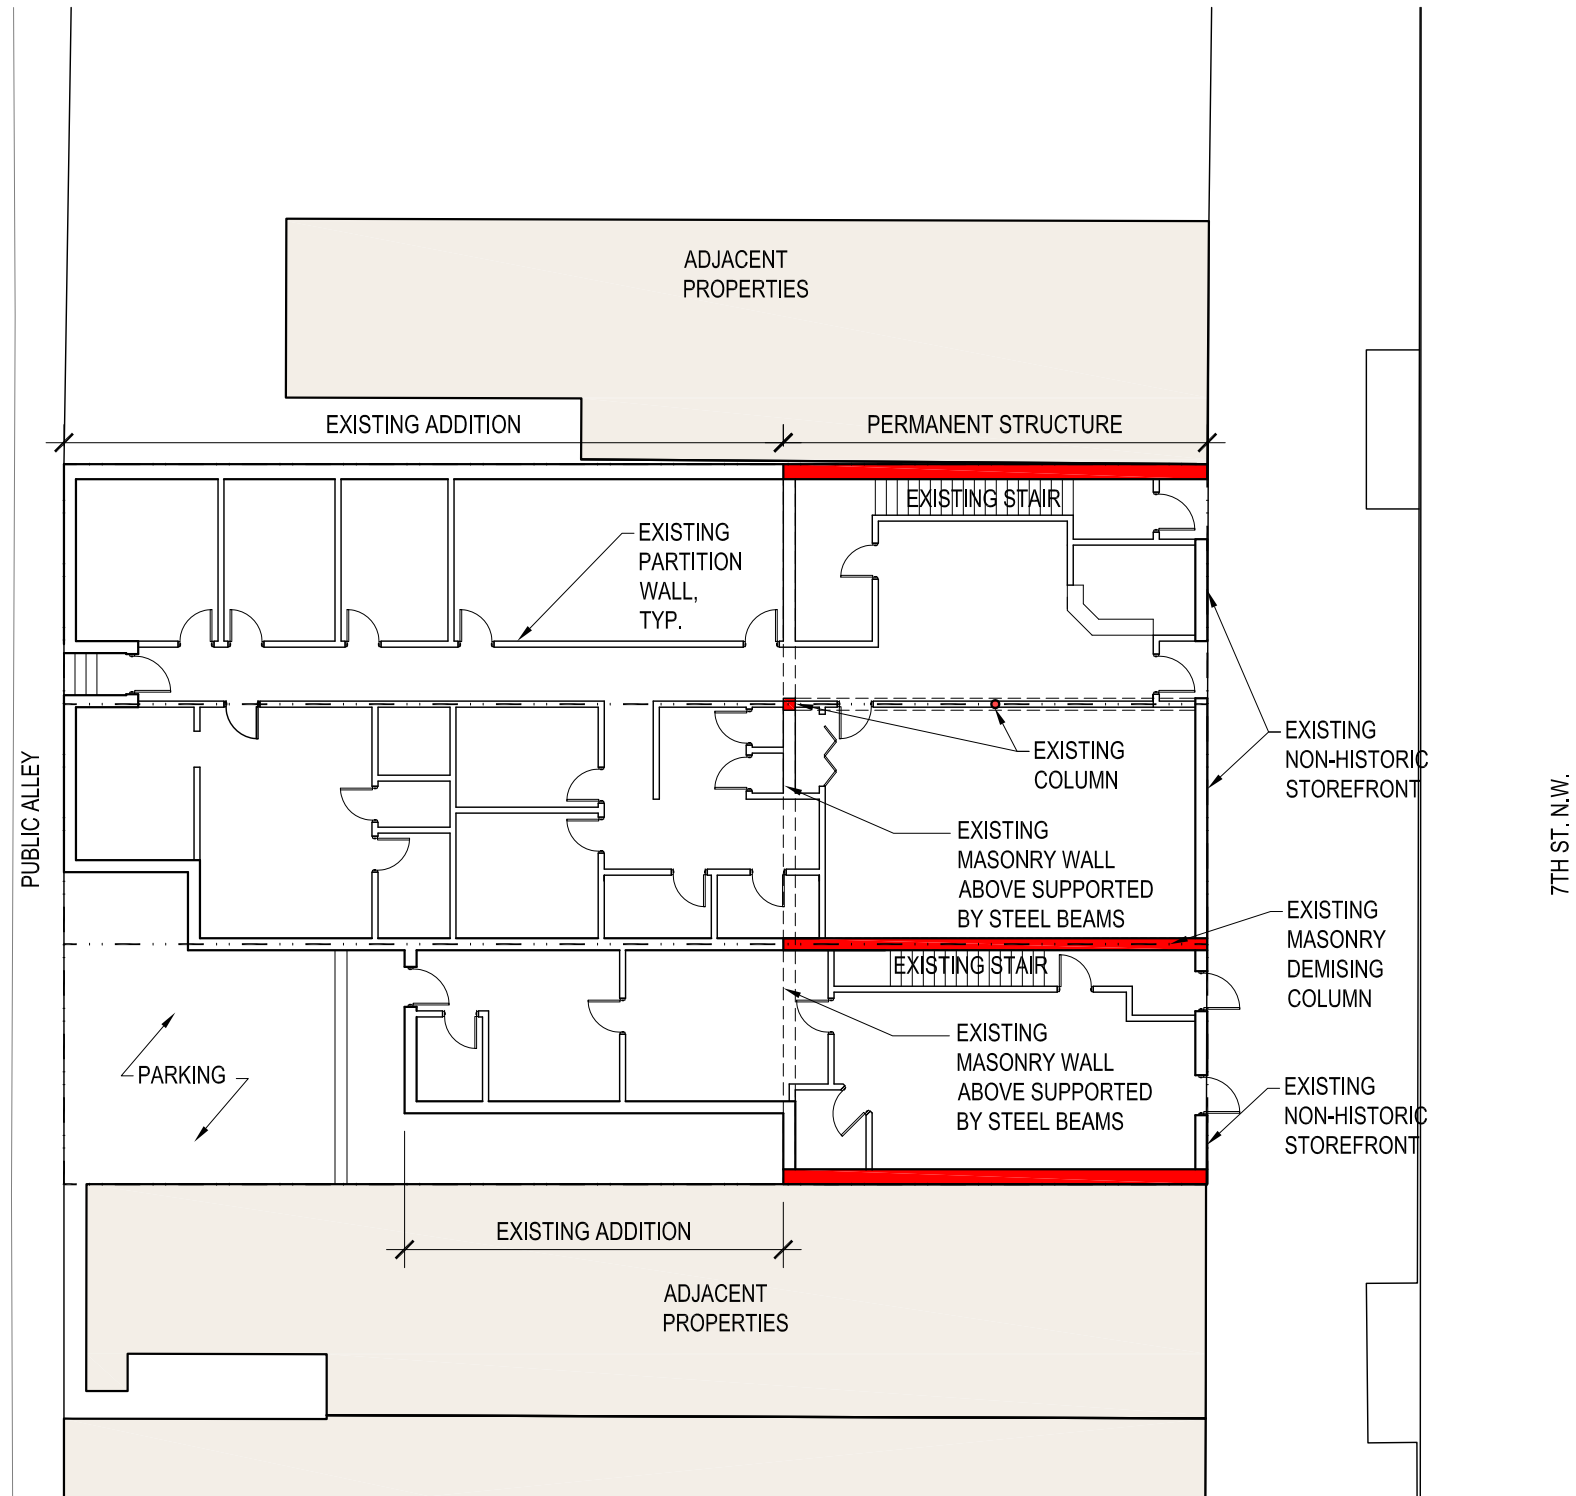 ADJACENT
PROPERTIES
EXISTING ADDITION
PERMANENT STRUCTURE
EXISTING STAIR
EXISTING
PARTITION
WALL,
TYP.
EXISTING
COLUMN
EXISTING
NON-HISTORIC
STOREFRONT
PUBLIC ALLEY
7TH ST. N.W.
EXISTING
MASONRY WALL
ABOVE SUPPORTED
BY STEEL BEAMS
EXISTING
MASONRY
DEMISING
COLUMN
EXISTING STAIR
EXISTING
MASONRY WALL
ABOVE SUPPORTED
BY STEEL BEAMS
PARKING
EXISTING
NON-HISTORIC
STOREFRONT
EXISTING ADDITION
ADJACENT
PROPERTIES